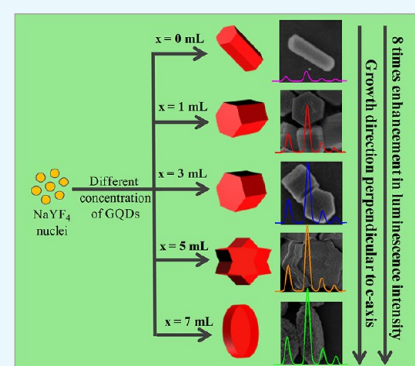 x = 0 mL
x = 1 mL
x = 3 mL
x = 5 mL
x = 7 mL
NaYF₄
nuclei
Different
concentration
of GQDs
Growth direction perpendicular to c-axis
8 times enhancement in luminescence intensity